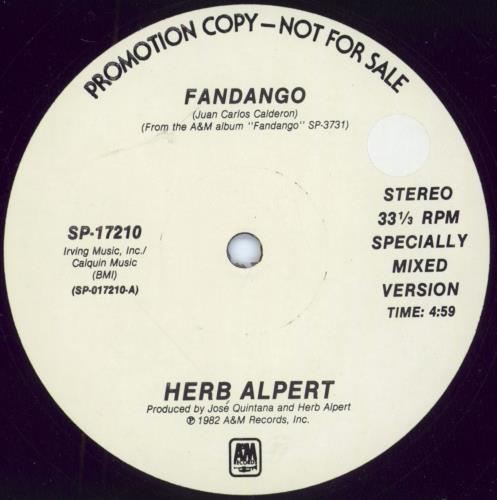 PROMOTION COPY — NOT FOR SALE
FANDANGO
(Juan Carlos Calderon)
(From the A&M album "Fandango" SP-3731)
SP-17210
Irving Music, Inc./
Calquin Music
(BMI)
(SP-017210-A)
STEREO
33⅓ RPM
SPECIALLY
MIXED
VERSION
TIME: 4:59
HERB ALPERT
Produced by José Quintana and Herb Alpert
℗ 1982 A&M Records, Inc.
A&M
RECORDS